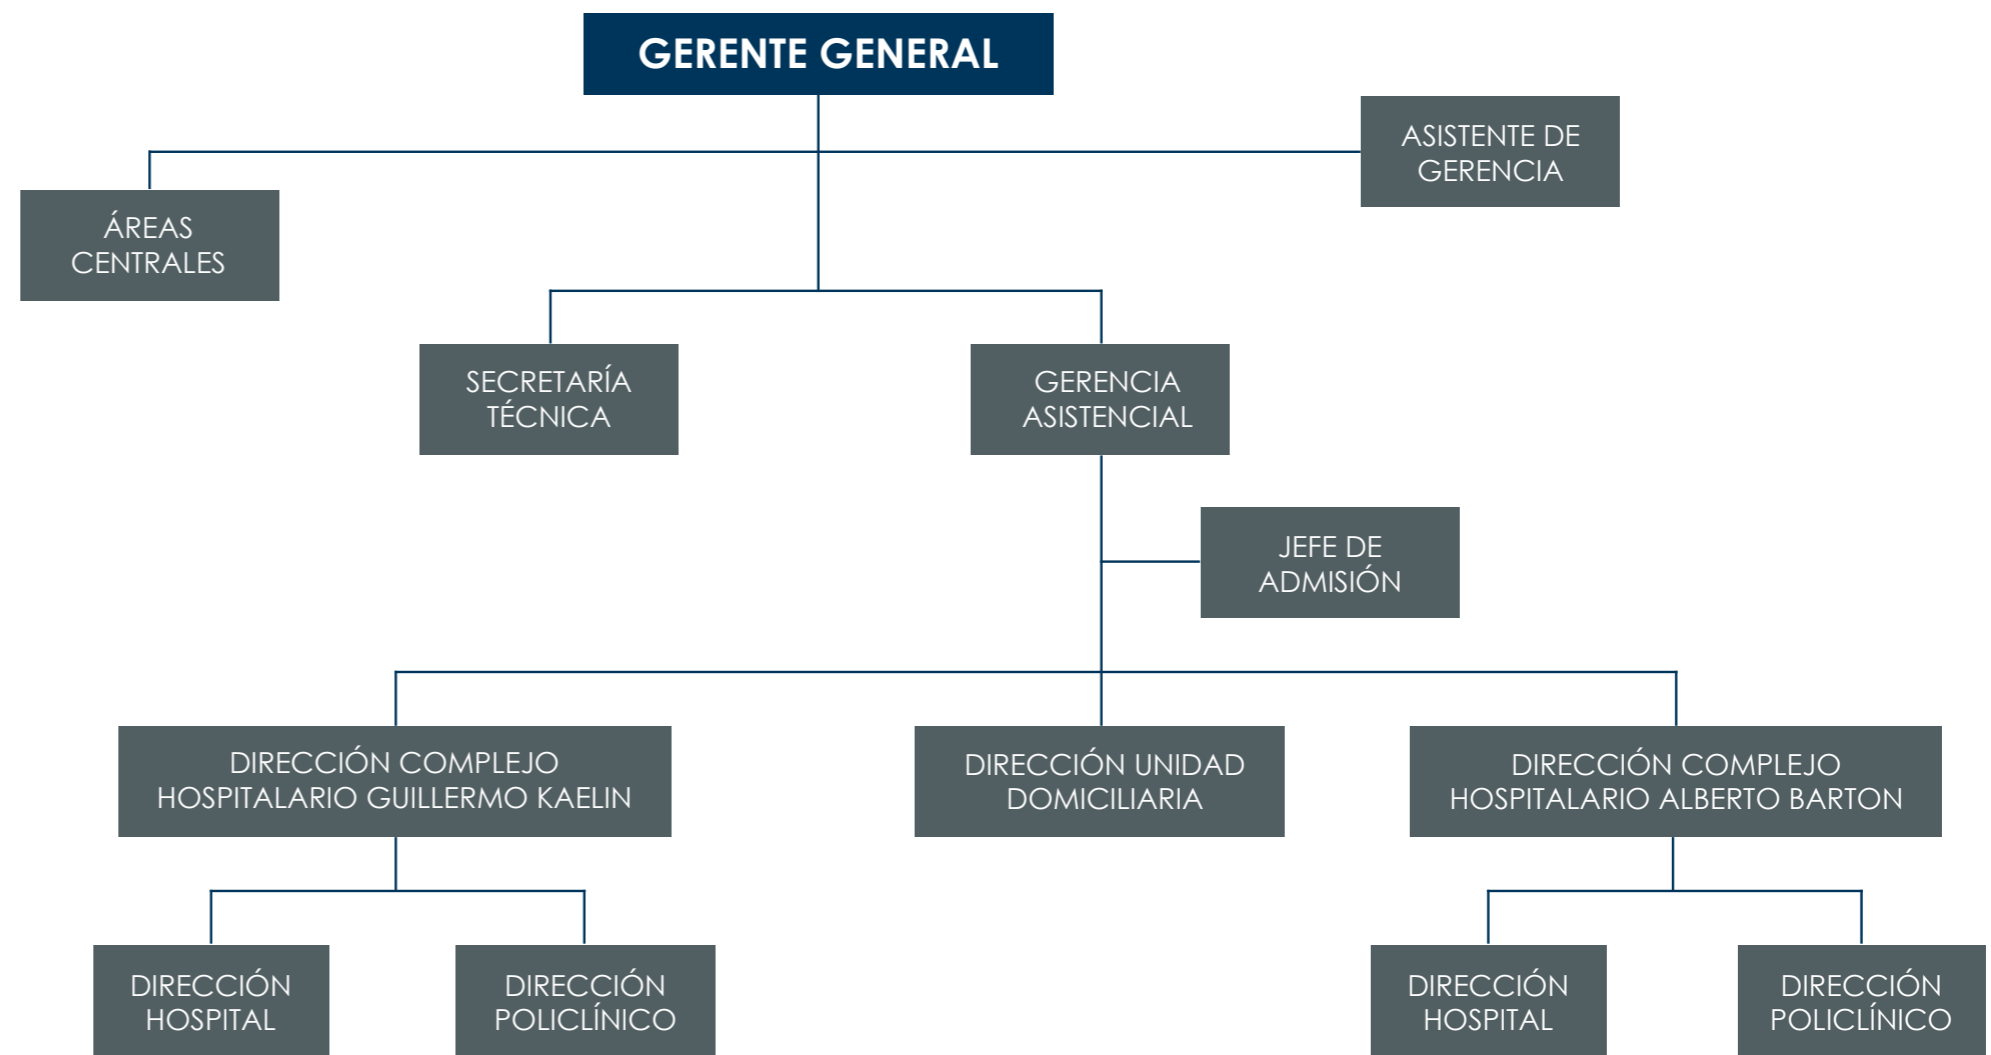 GERENTE GENERAL
ASISTENTE DE
GERENCIA
ÁREAS
CENTRALES
SECRETARÍA
TÉCNICA
GERENCIA
ASISTENCIAL
JEFE DE
ADMISIÓN
DIRECCIÓN COMPLEJO
HOSPITALARIO GUILLERMO KAELIN
DIRECCIÓN UNIDAD
DOMICILIARIA
DIRECCIÓN COMPLEJO
HOSPITALARIO ALBERTO BARTON
DIRECCIÓN
HOSPITAL
DIRECCIÓN
POLICLÍNICO
DIRECCIÓN
HOSPITAL
DIRECCIÓN
POLICLÍNICO